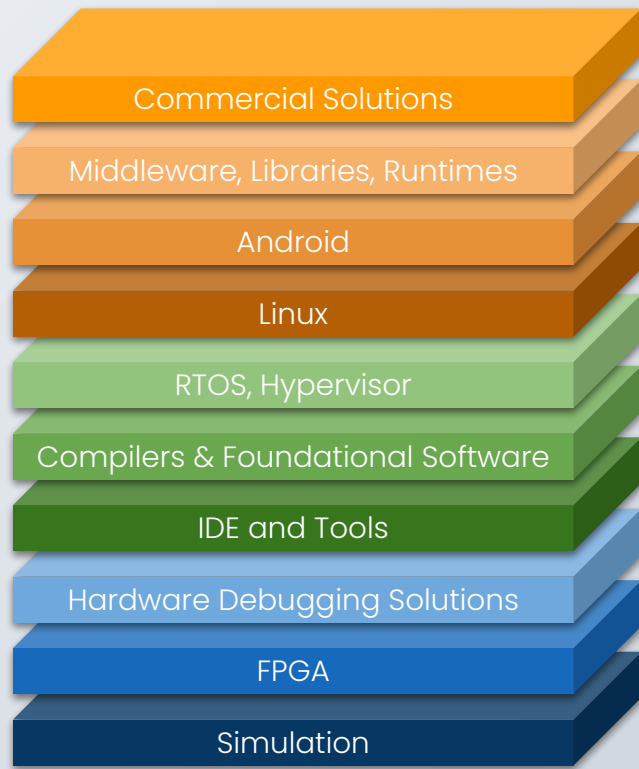 Commercial Solutions
Middleware, Libraries, Runtimes
Android
Linux
RTOS, Hypervisor
Compilers & Foundational Software
IDE and Tools
Hardware Debugging Solutions
FPGA
Simulation